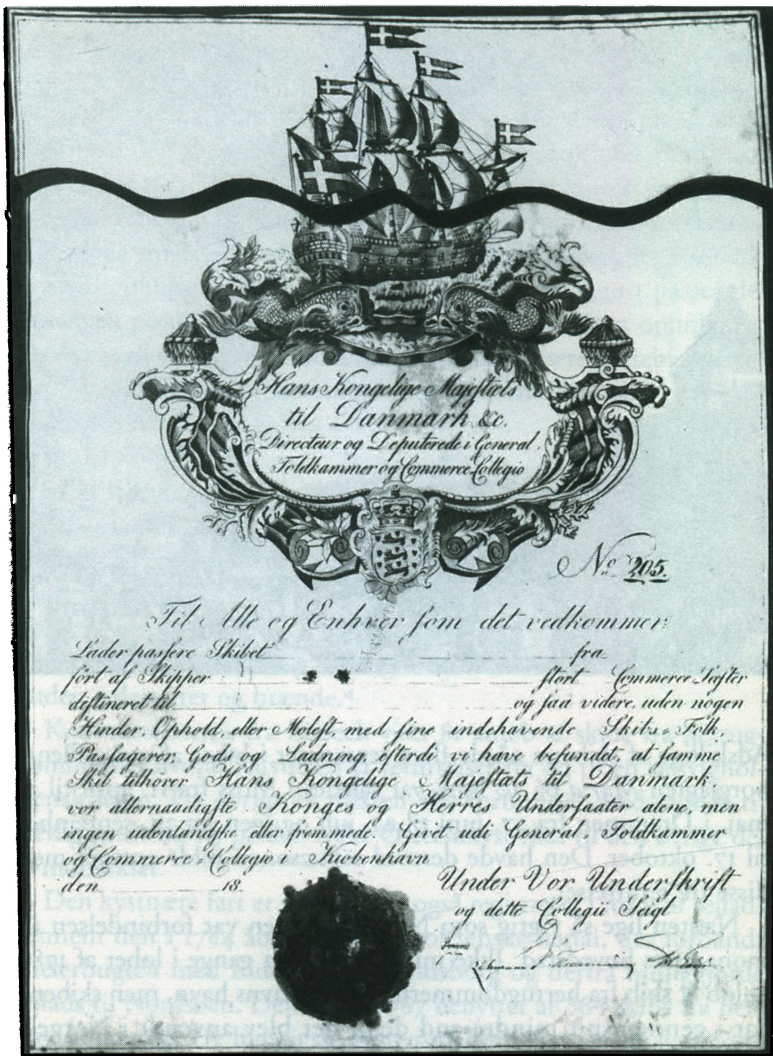 Hans Kongelige Majestæts
til Danmark, &c.
Directeur og Deputerede i General,
Toldkammer og Commerce Collegio
No 205.
Til Alle og Enhver som det vedkommer:
Lader passere Skibet fra
ført af Skipper stort Commerce Læster
destineret til og saa videre, uden nogen
Hinder, Ophold, eller Molest, med sine indehavende Skibs-Folk,
Passagerer, Gods og Ladning, efterdi vi have befundet, at samme
Skib tilhører Hans Kongelige Majestæts til Danmark,
vor allernaadigste Konges og Herres Undersaatter alene, men
ingen udenlandske eller fremmede. Givet udi General Toldkammer
og Commerce-Collegio i Kiöbenhavn
den 18
Under Vor Underskrift
og dette Collegii Seigl